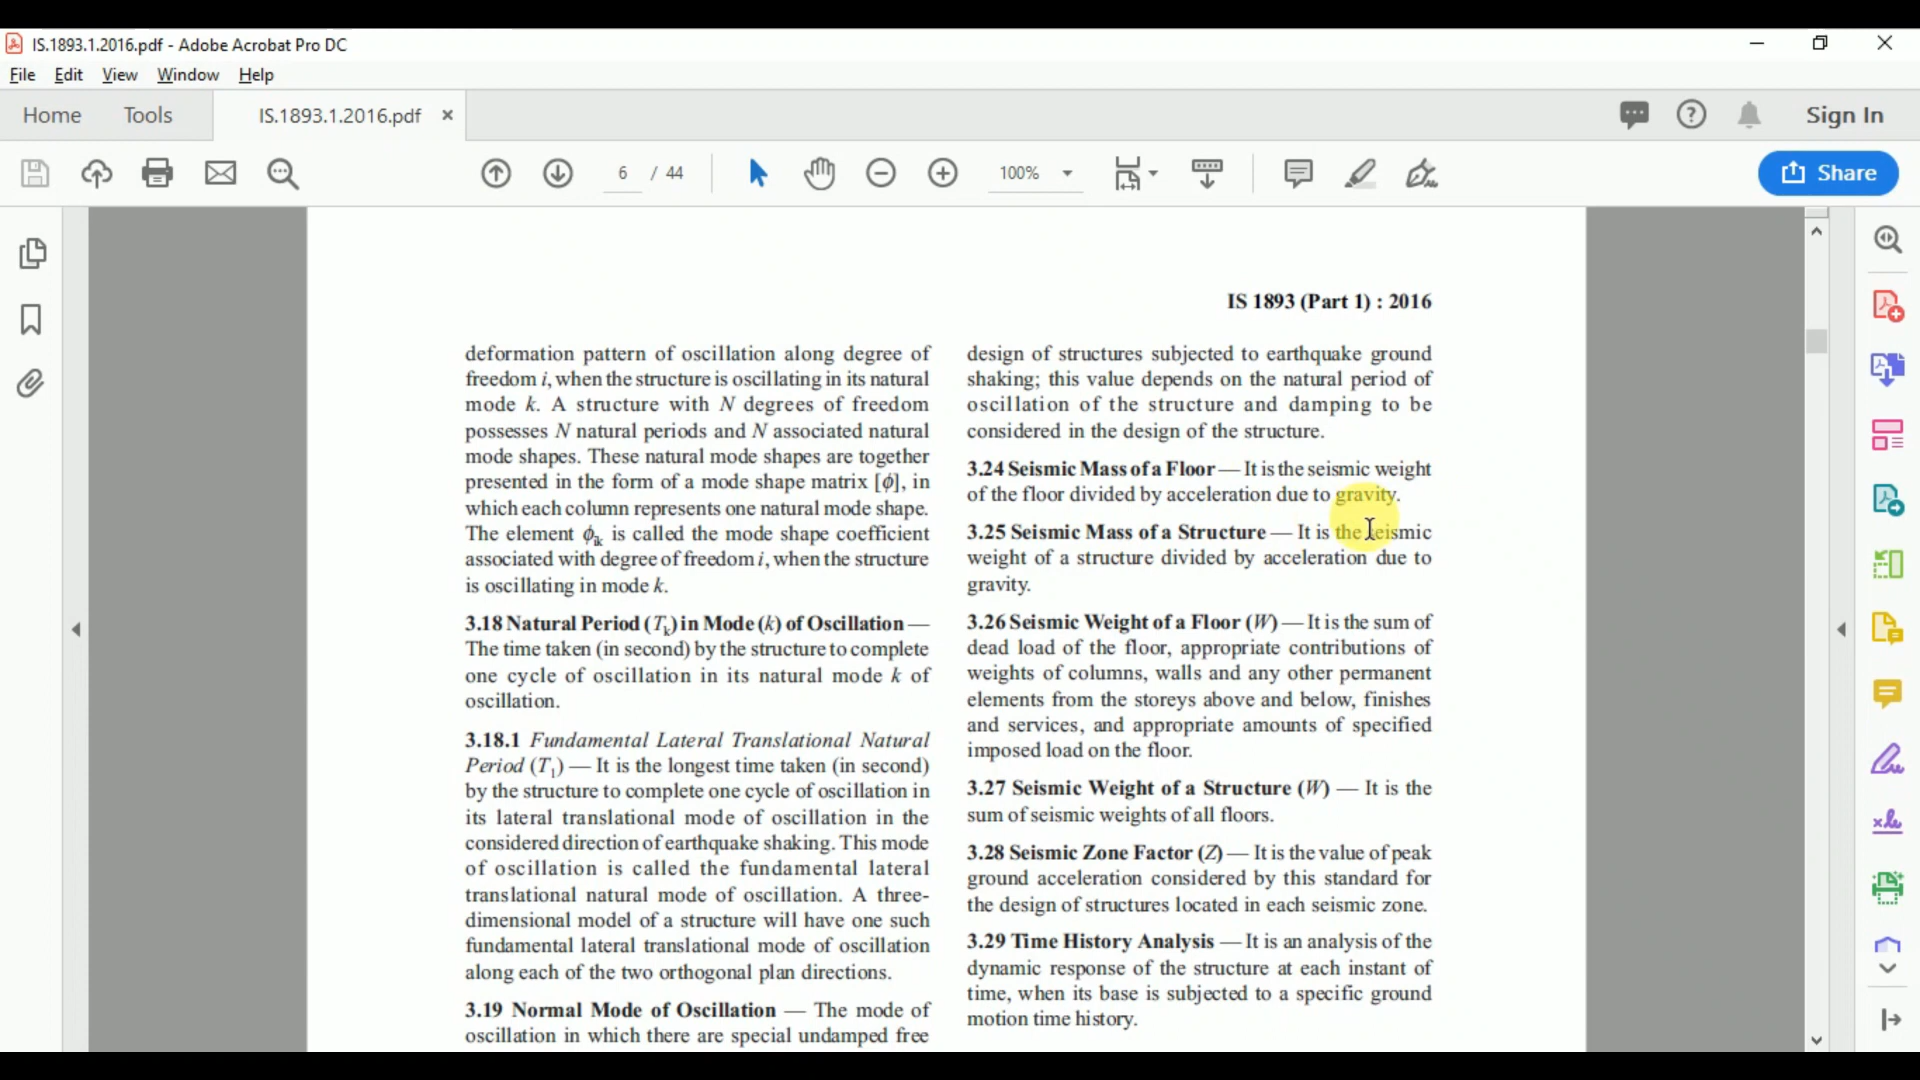 IS.1893.1.2016.pdf - Adobe Acrobat Pro DC
File Edit View Window Help
Home Tools IS.1893.1.2016.pdf × Sign In
6 / 44 100% Share
IS 1893 (Part 1) : 2016
deformation pattern of oscillation along degree of
freedom i, when the structure is oscillating in its natural
mode k. A structure with N degrees of freedom
possesses N natural periods and N associated natural
mode shapes. These natural mode shapes are together
presented in the form of a mode shape matrix [ϕ], in
which each column represents one natural mode shape.
The element ϕik is called the mode shape coefficient
associated with degree of freedom i, when the structure
is oscillating in mode k.
3.18 Natural Period (Tk) in Mode (k) of Oscillation —
The time taken (in second) by the structure to complete
one cycle of oscillation in its natural mode k of
oscillation.
3.18.1 Fundamental Lateral Translational Natural
Period (T1) — It is the longest time taken (in second)
by the structure to complete one cycle of oscillation in
its lateral translational mode of oscillation in the
considered direction of earthquake shaking. This mode
of oscillation is called the fundamental lateral
translational natural mode of oscillation. A three-
dimensional model of a structure will have one such
fundamental lateral translational mode of oscillation
along each of the two orthogonal plan directions.
3.19 Normal Mode of Oscillation — The mode of
oscillation in which there are special undamped free
design of structures subjected to earthquake ground
shaking; this value depends on the natural period of
oscillation of the structure and damping to be
considered in the design of the structure.
3.24 Seismic Mass of a Floor — It is the seismic weight
of the floor divided by acceleration due to gravity.
3.25 Seismic Mass of a Structure — It is the seismic
weight of a structure divided by acceleration due to
gravity.
3.26 Seismic Weight of a Floor (W) — It is the sum of
dead load of the floor, appropriate contributions of
weights of columns, walls and any other permanent
elements from the storeys above and below, finishes
and services, and appropriate amounts of specified
imposed load on the floor.
3.27 Seismic Weight of a Structure (W) — It is the
sum of seismic weights of all floors.
3.28 Seismic Zone Factor (Z) — It is the value of peak
ground acceleration considered by this standard for
the design of structures located in each seismic zone.
3.29 Time History Analysis — It is an analysis of the
dynamic response of the structure at each instant of
time, when its base is subjected to a specific ground
motion time history.